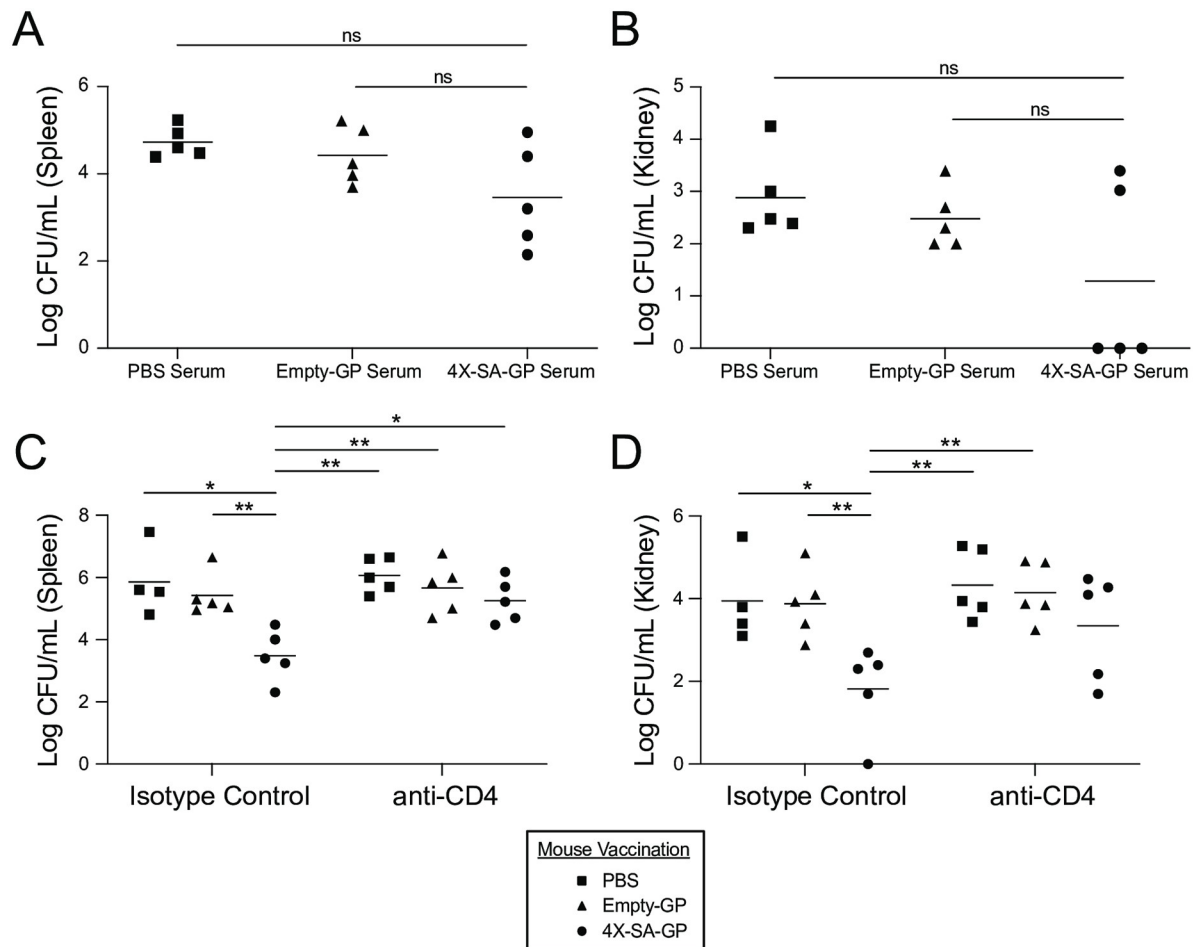 A
ns
ns
Log CFU/mL (Spleen)
6
4
2
0
PBS Serum
Empty-GP Serum
4X-SA-GP Serum
B
ns
ns
Log CFU/mL (Kidney)
5
4
3
2
1
0
PBS Serum
Empty-GP Serum
4X-SA-GP Serum
C
*
**
**
*
**
Log CFU/mL (Spleen)
8
6
4
2
0
Isotype Control
anti-CD4
D
**
**
*
**
Log CFU/mL (Kidney)
6
4
2
0
Isotype Control
anti-CD4
Mouse Vaccination
PBS
Empty-GP
4X-SA-GP